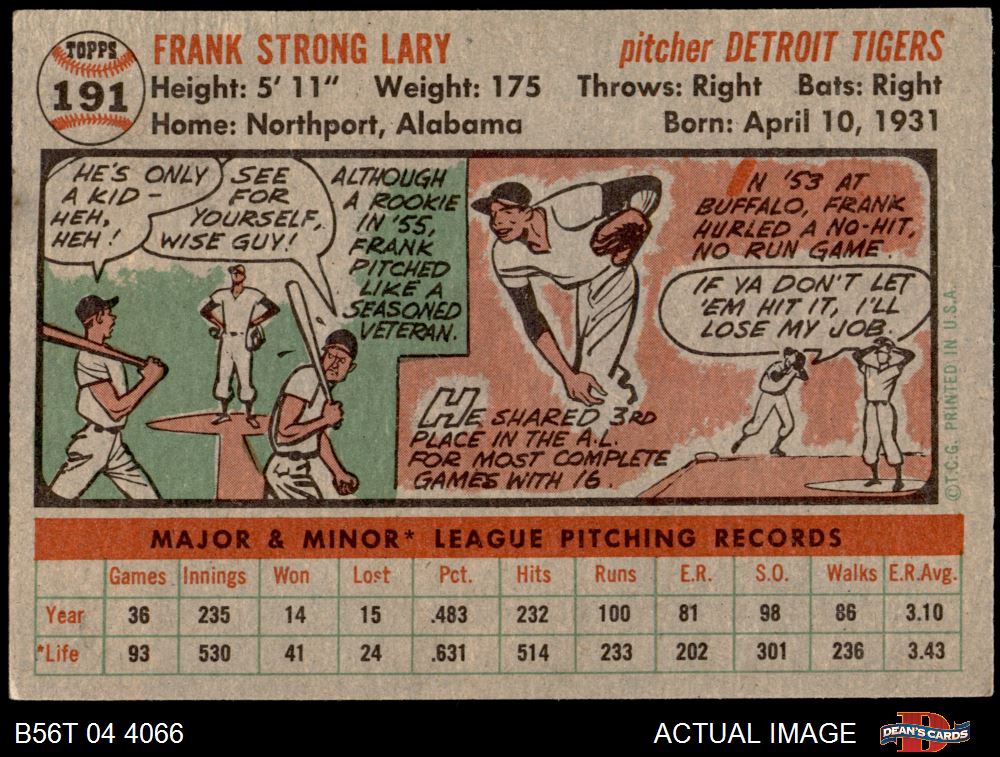 TOPPS
191
FRANK STRONG LARY
pitcher DETROIT TIGERS
Height: 5' 11" Weight: 175 Throws: Right Bats: Right
Home: Northport, Alabama Born: April 10, 1931
HE'S ONLY
A KID -
HEH,
HEH!
SEE
FOR
YOURSELF,
WISE GUY!
ALTHOUGH
A ROOKIE
IN '55,
FRANK
PITCHED
LIKE A
SEASONED
VETERAN.
HE SHARED 3RD
PLACE IN THE A.L.
FOR MOST COMPLETE
GAMES WITH 16.
IN '53 AT
BUFFALO, FRANK
HURLED A NO-HIT,
NO RUN GAME.
IF YA DON'T LET
'EM HIT IT, I'LL
LOSE MY JOB.
©T.C.G. PRINTED IN U.S.A.
MAJOR & MINOR* LEAGUE PITCHING RECORDS
Games Innings Won Lost Pct. Hits Runs E.R. S.O. Walks E.R.Avg.
Year 36 235 14 15 .483 232 100 81 98 86 3.10
*Life 93 530 41 24 .631 514 233 202 301 236 3.43
B56T 04 4066 ACTUAL IMAGE
D
DEAN'S CARDS